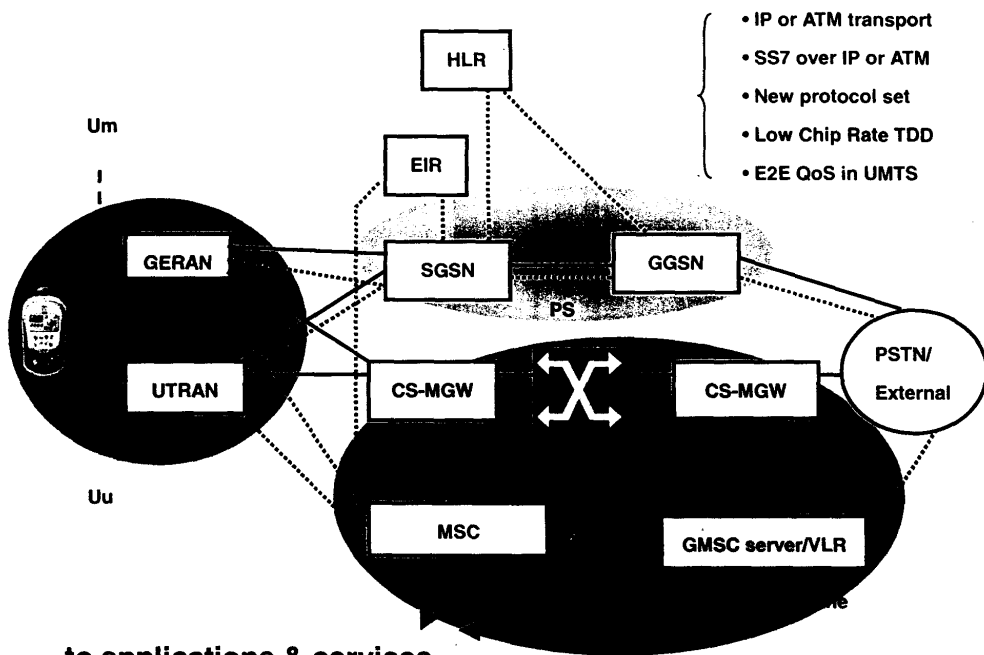 • IP or ATM transport
HLR
• SS7 over IP or ATM
• New protocol set
Um
• Low Chip Rate TDD
EIR
• E2E QoS in UMTS
GERAN
SGSN
GGSN
PS
PSTN/
External
UTRAN
CS-MGW
CS-MGW
Uu
MSC
GMSC server/VLR
to applications & services